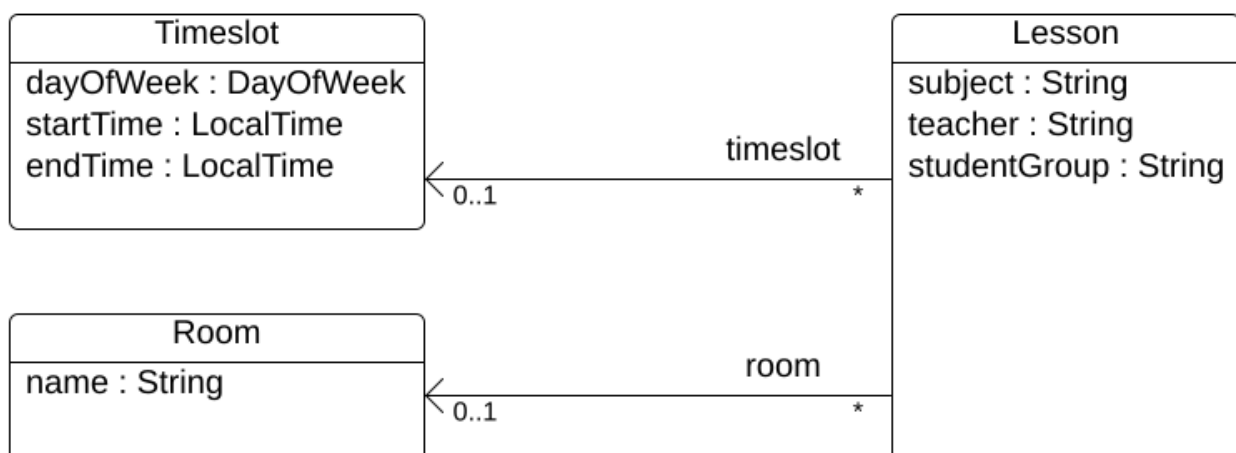 Timeslot
dayOfWeek : DayOfWeek
startTime : LocalTime
endTime : LocalTime
timeslot
0..1
*
Lesson
subject : String
teacher : String
studentGroup : String
Room
name : String
room
0..1
*